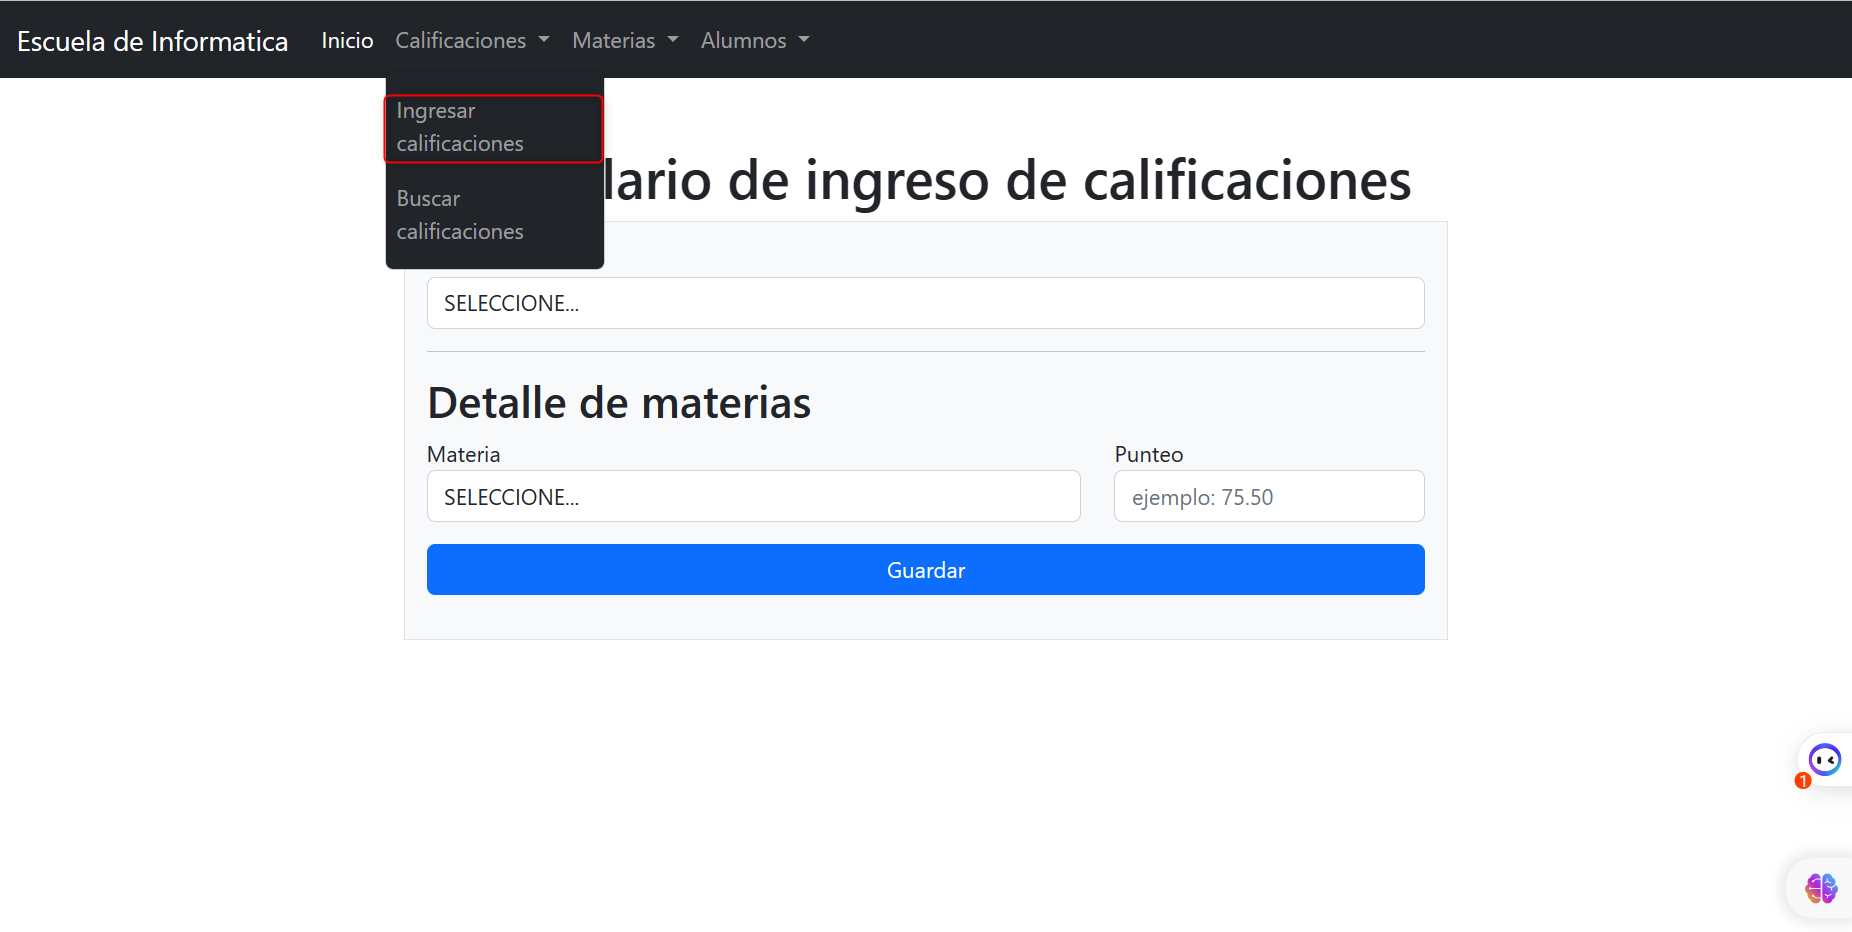 Escuela de Informatica Inicio Calificaciones Materias Alumnos
Ingresar
calificaciones
Buscar
calificaciones
lario de ingreso de calificaciones
SELECCIONE...
Detalle de materias
Materia Punteo
SELECCIONE... ejemplo: 75.50
Guardar
1